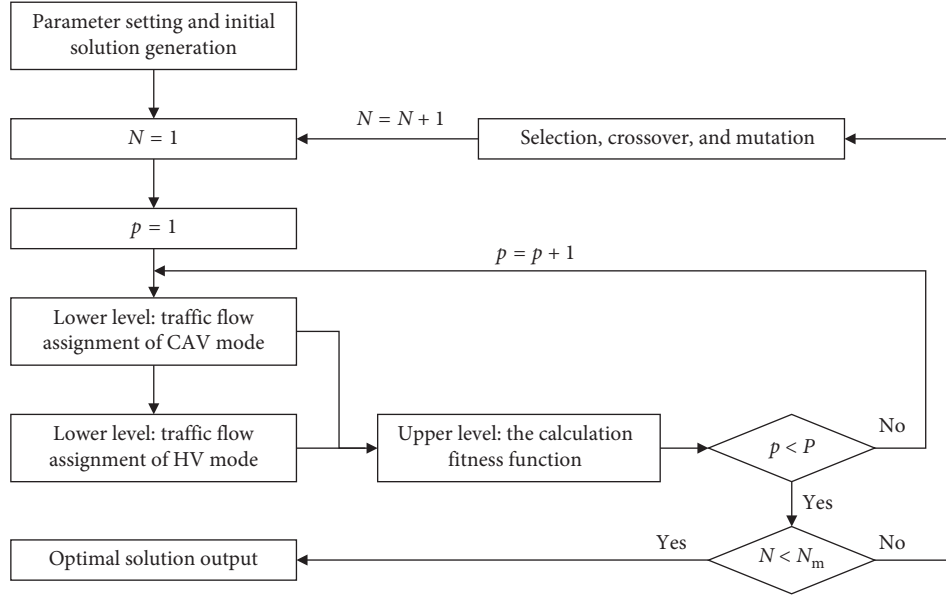 Parameter setting and initial
solution generation
N = 1
N = N + 1
Selection, crossover, and mutation
p = 1
p = p + 1
Lower level: traffic flow
assignment of CAV mode
Lower level: traffic flow
assignment of HV mode
Upper level: the calculation
fitness function
p < P
No
Yes
Optimal solution output
Yes
N < Nm
No